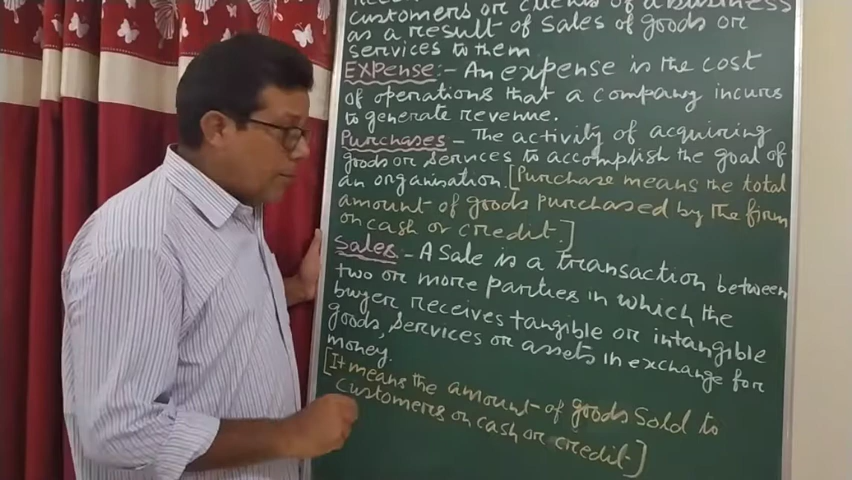 customers or clients of a business
as a result of sales of goods or
services to them
EXPense:- An expense is the cost
of operations that a company incurs
to generate revenue.
Purchases - The activity of acquiring
goods or services to accomplish the goal of
an organisation. [Purchase means the total
amount of goods purchased by the firm
on cash or credit.]
Sales - A Sale is a transaction between
two or more parties in which the
buyer receives tangible or intangible
goods, Services or assets in exchange for
money.
[It means the amount of goods Sold to
customers on cash or credit]